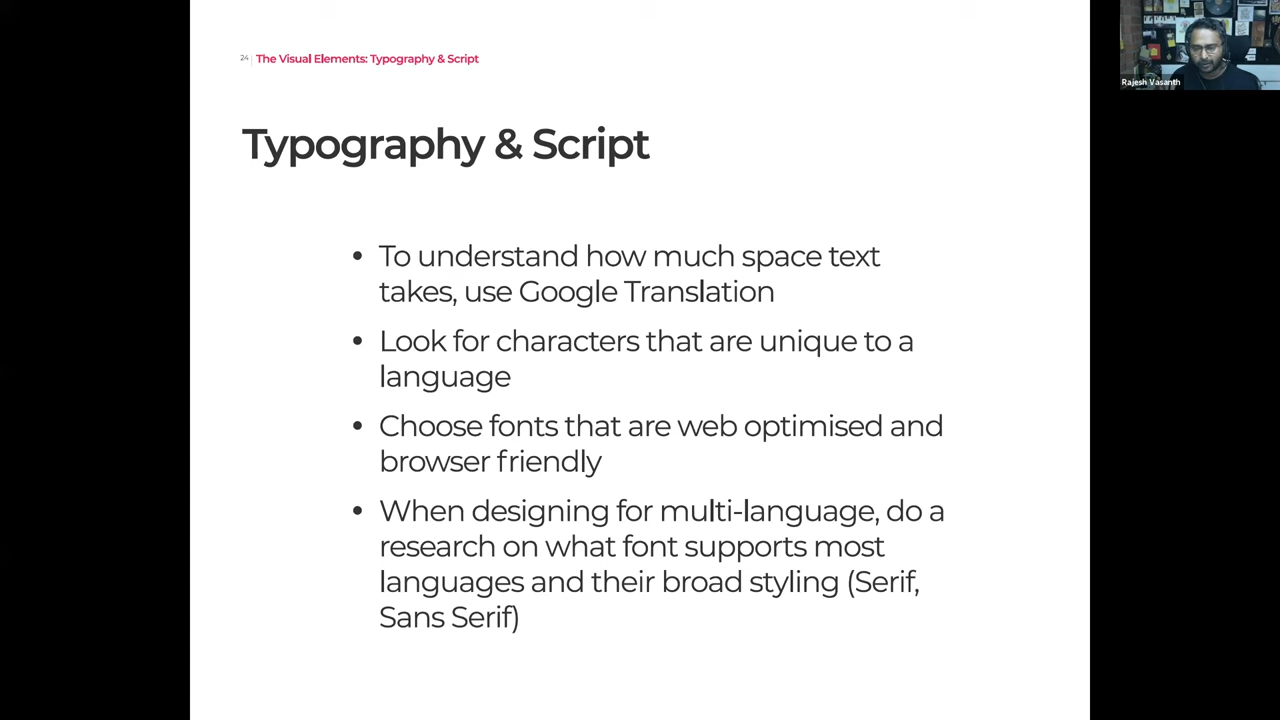 24 | The Visual Elements: Typography & Script
Rajesh Vasanth
Typography & Script
• To understand how much space text
takes, use Google Translation
• Look for characters that are unique to a
language
• Choose fonts that are web optimised and
browser friendly
• When designing for multi-language, do a
research on what font supports most
languages and their broad styling (Serif,
Sans Serif)